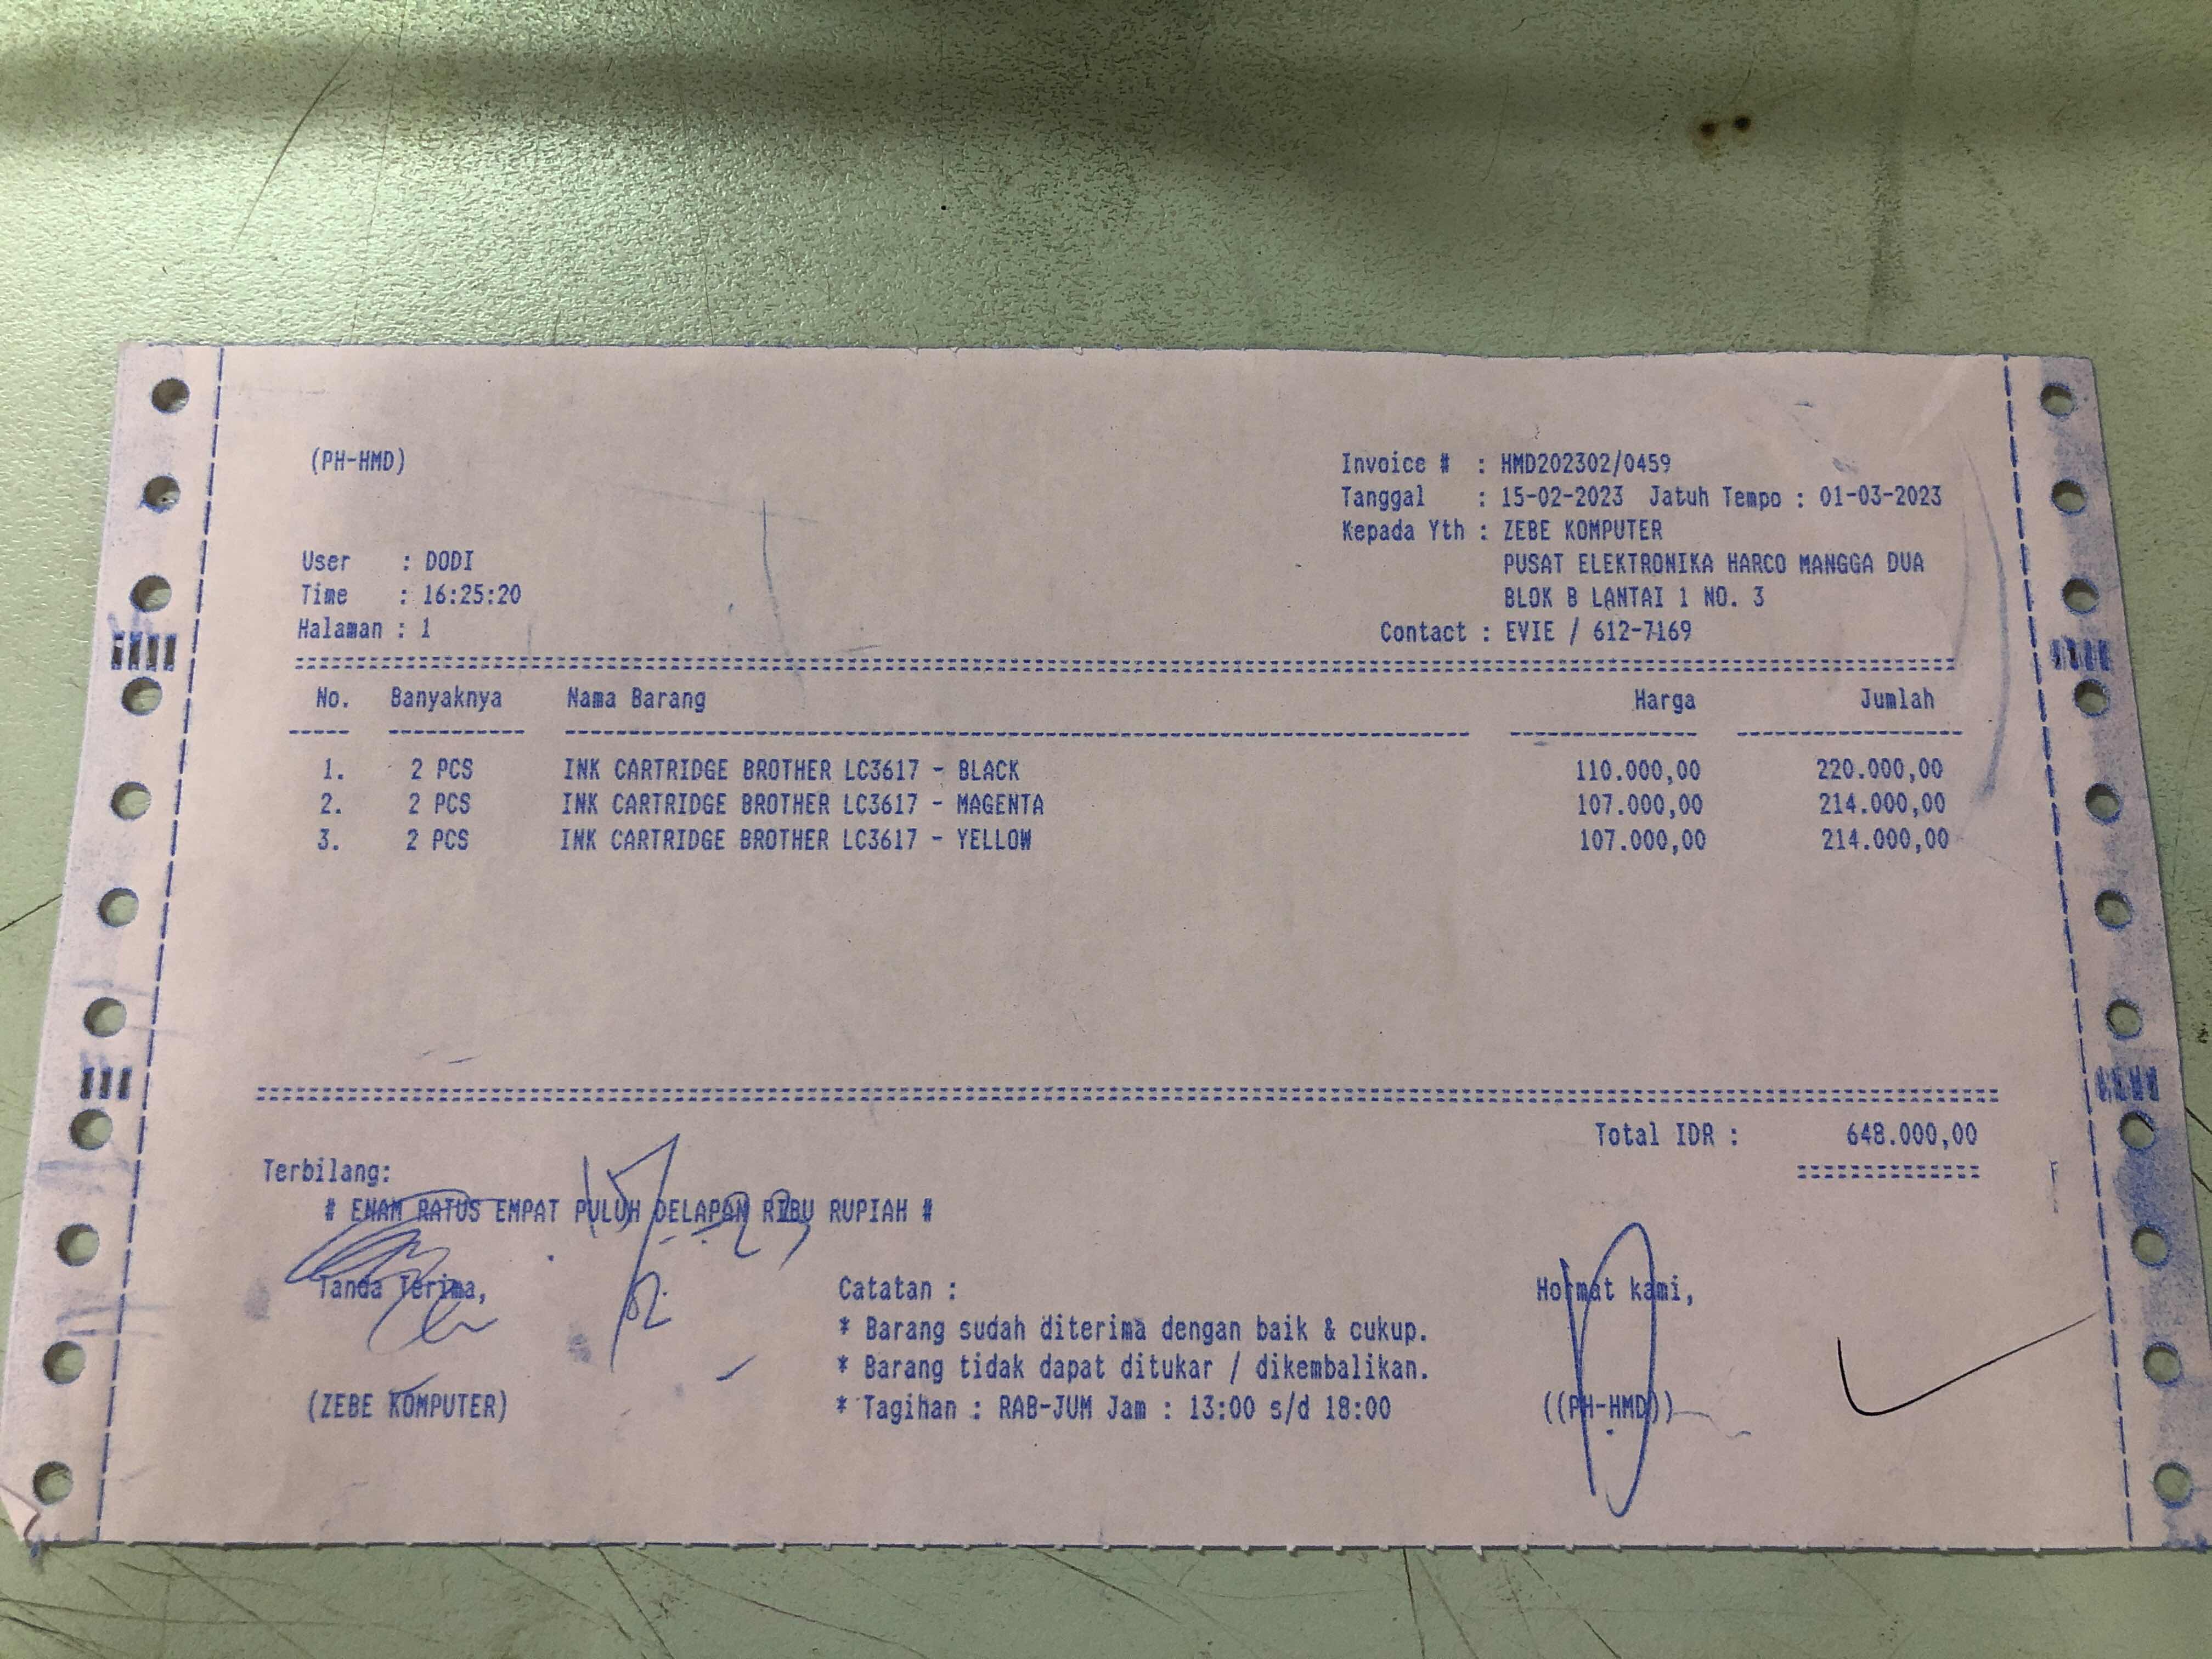 (PH-HMD)
Invoice # : HMD202302/0459
Tanggal : 15-02-2023 Jatuh Tempo : 01-03-2023
Kepada Yth : ZEBE KOMPUTER
User : DODI
PUSAT ELEKTRONIKA HARCO MANGGA DUA
Time : 16:25:20
BLOK B LANTAI 1 NO. 3
Halaman : 1
Contact : EVIE / 612-7169
No. Banyaknya Nama Barang Harga Jumlah
1. 2 PCS INK CARTRIDGE BROTHER LC3617 - BLACK 110.000,00 220.000,00
2. 2 PCS INK CARTRIDGE BROTHER LC3617 - MAGENTA 107.000,00 214.000,00
3. 2 PCS INK CARTRIDGE BROTHER LC3617 - YELLOW 107.000,00 214.000,00
Total IDR : 648.000,00
Terbilang:
# ENAM RATUS EMPAT PULUH DELAPAN RIBU RUPIAH #
Tanda Terima, Catatan : Hormat kami,
* Barang sudah diterima dengan baik & cukup.
* Barang tidak dapat ditukar / dikembalikan.
(ZEBE KOMPUTER) * Tagihan : RAB-JUM Jam : 13:00 s/d 18:00 ((PH-HMD))